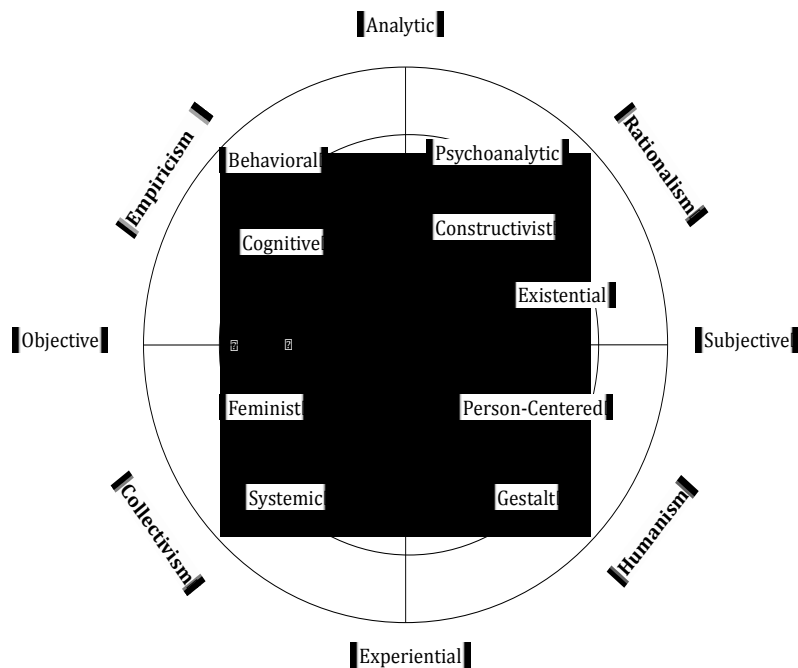 Analytic
Empiricism
Rationalism
Behavioral
Psychoanalytic
Cognitive
Constructivist
Existential
Objective
Subjective
Feminist
Person-Centered
Systemic
Gestalt
Collectivism
Humanism
Experiential